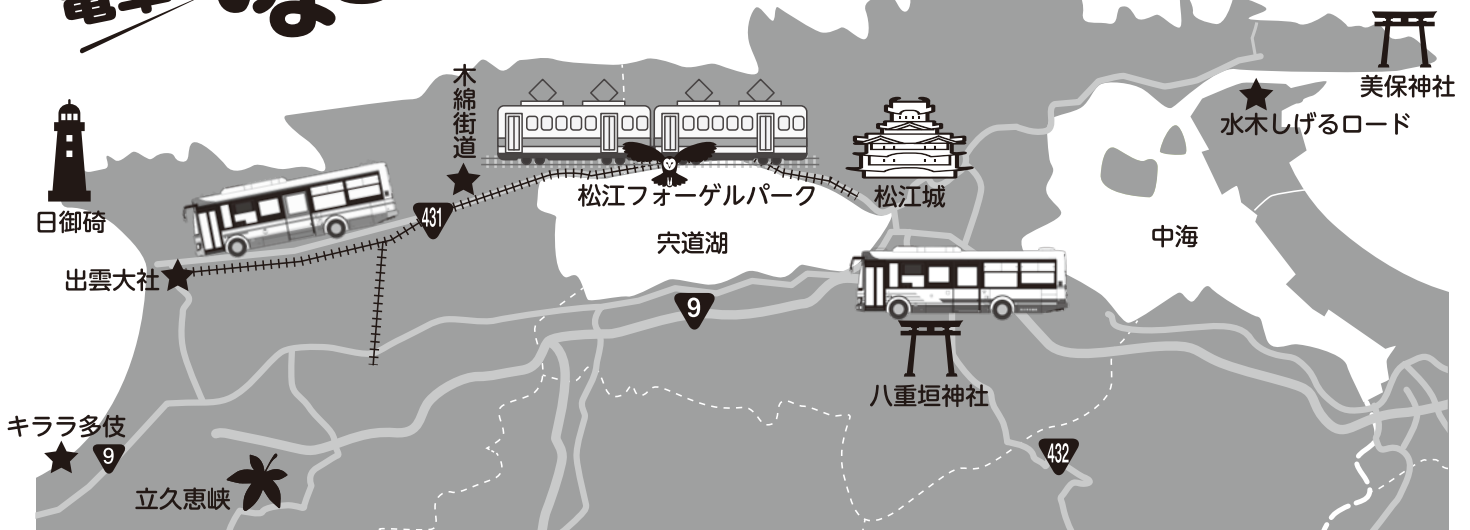 美保神社
木綿街道
水木しげるロード
日御碕
松江フォーゲルパーク
松江城
431
宍道湖
中海
出雲大社
9
八重垣神社
キララ多伎
9
432
立久恵峡